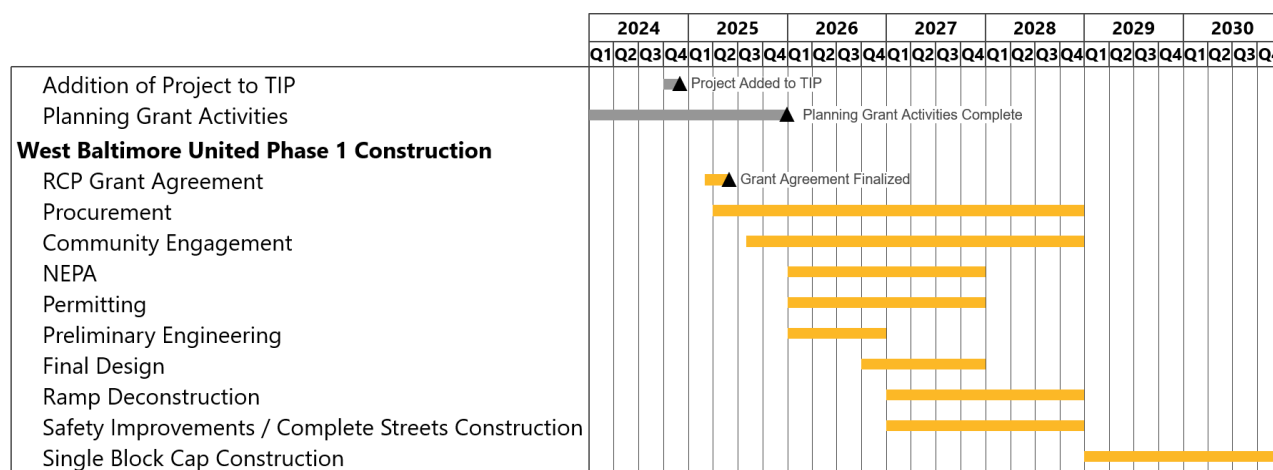 2024 2025 2026 2027 2028 2029 2030
Q1 Q2 Q3 Q4 Q1 Q2 Q3 Q4 Q1 Q2 Q3 Q4 Q1 Q2 Q3 Q4 Q1 Q2 Q3 Q4 Q1 Q2 Q3 Q4 Q1 Q2 Q3 Q4
Addition of Project to TIP Project Added to TIP
Planning Grant Activities Planning Grant Activities Complete
West Baltimore United Phase 1 Construction
RCP Grant Agreement Grant Agreement Finalized
Procurement
Community Engagement
NEPA
Permitting
Preliminary Engineering
Final Design
Ramp Deconstruction
Safety Improvements / Complete Streets Construction
Single Block Cap Construction